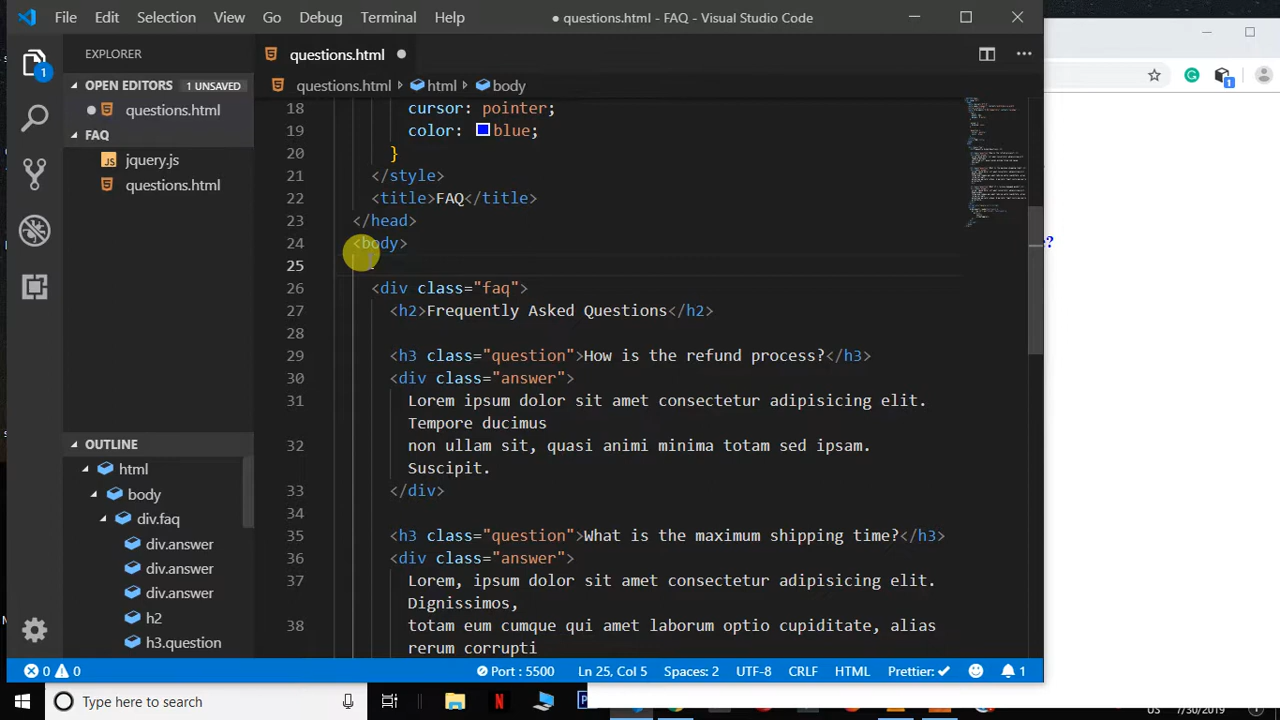 File Edit Selection View Go Debug Terminal Help ● questions.html - FAQ - Visual Studio Code
EXPLORER
questions.html
OPEN EDITORS 1 UNSAVED
questions.html > html > body
questions.html
FAQ
jquery.js
questions.html
18 cursor: pointer;
19 color: blue;
20 }
21 </style>
22 <title>FAQ</title>
23 </head>
24 <body>
25
26 <div class="faq">
27 <h2>Frequently Asked Questions</h2>
28
29 <h3 class="question">How is the refund process?</h3>
30 <div class="answer">
31 Lorem ipsum dolor sit amet consectetur adipisicing elit.
Tempore ducimus
32 non ullam sit, quasi animi minima totam sed ipsam.
Suscipit.
33 </div>
34
35 <h3 class="question">What is the maximum shipping time?</h3>
36 <div class="answer">
37 Lorem, ipsum dolor sit amet consectetur adipisicing elit.
Dignissimos,
38 totam eum cumque qui amet laborum optio cupiditate, alias
rerum corrupti
OUTLINE
html
body
div.faq
div.answer
div.answer
div.answer
h2
h3.question
1
1
?
0 0 Port : 5500 Ln 25, Col 5 Spaces: 2 UTF-8 CRLF HTML Prettier: ✓ 1
Type here to search
7/30/2019